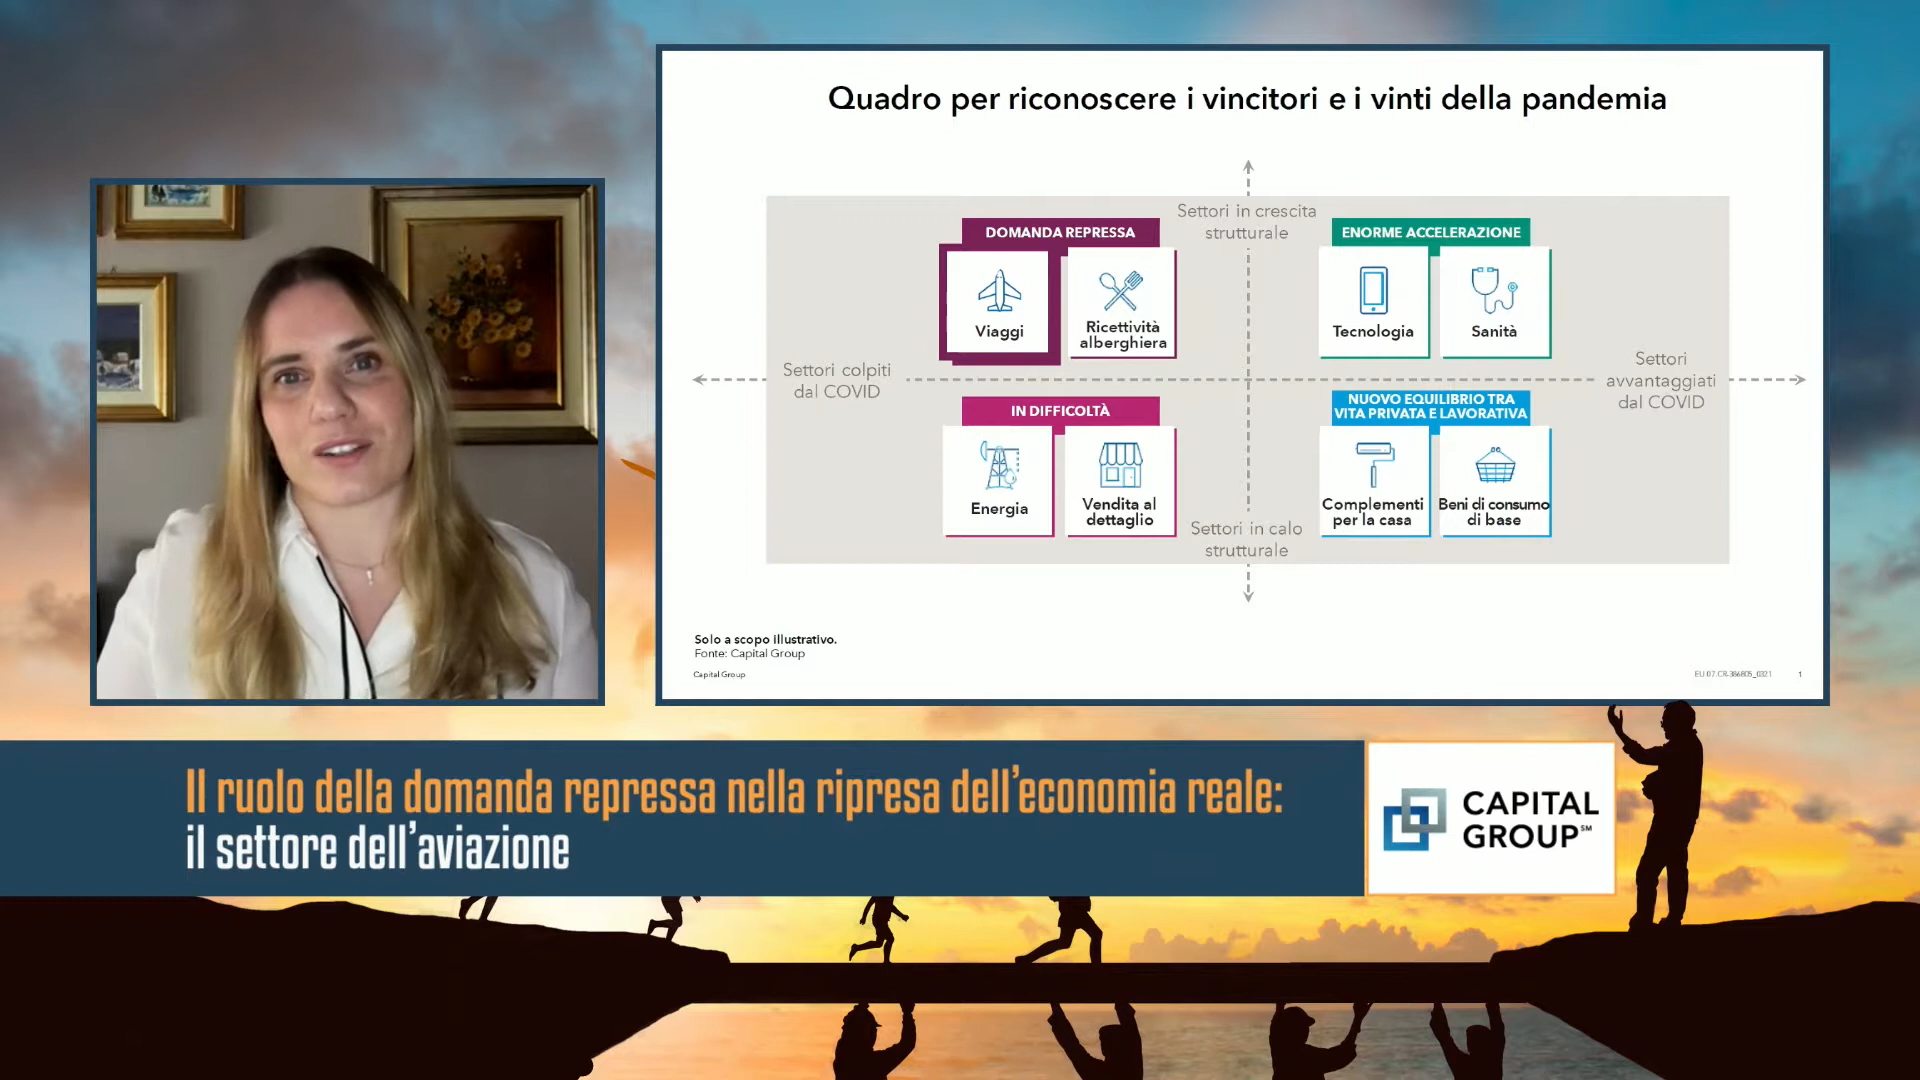 Quadro per riconoscere i vincitori e i vinti della pandemia
Settori in crescita
strutturale
DOMANDA REPRESSA
ENORME ACCELERAZIONE
Viaggi
Ricettività
alberghiera
Tecnologia
Sanità
Settori colpiti
dal COVID
Settori
avvantaggiati
dal COVID
IN DIFFICOLTÀ
NUOVO EQUILIBRIO TRA
VITA PRIVATA E LAVORATIVA
Energia
Vendita al
dettaglio
Complementi
per la casa
Beni di consumo
di base
Settori in calo
strutturale
Solo a scopo illustrativo.
Fonte: Capital Group
Capital Group
EU 07.CR-386805_0321
1
Il ruolo della domanda repressa nella ripresa dell'economia reale:
il settore dell'aviazione
CAPITAL
GROUP℠